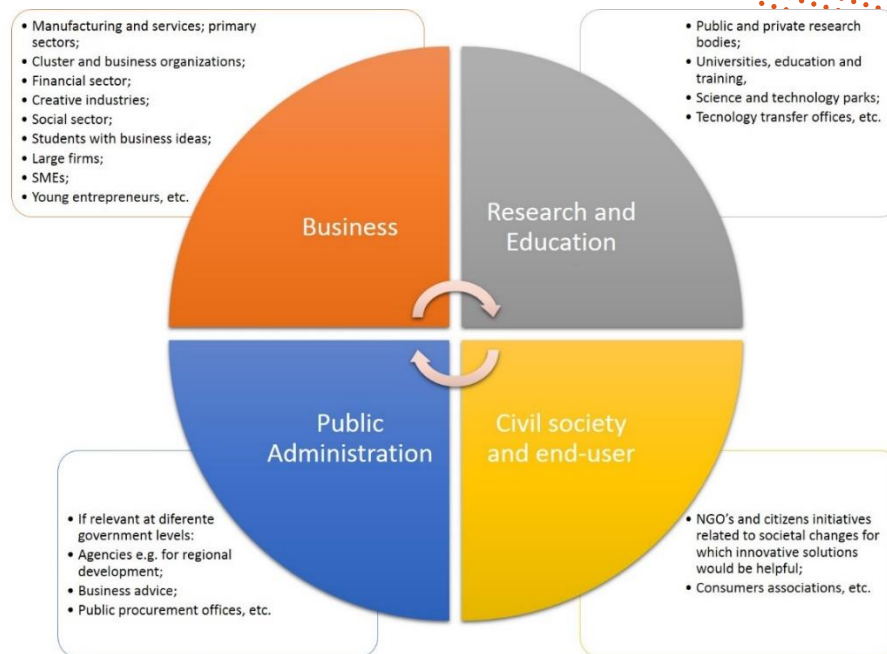 • Manufacturing and services; primary
sectors;
• Cluster and business organizations;
• Financial sector;
• Creative industries;
• Social sector;
• Students with business ideas;
• Large firms;
• SMEs;
• Young entrepreneurs, etc.
• Public and private research
bodies;
• Universities, education and
training,
• Science and technology parks;
• Tecnology transfer offices, etc.
Business
Research and
Education
Public
Administration
Civil society
and end-user
• If relevant at diferente
government levels:
• Agencies e.g. for regional
development;
• Business advice;
• Public procurement offices, etc.
• NGO's and citizens initiatives
related to societal changes for
which innovative solutions
would be helpful;
• Consumers associations, etc.